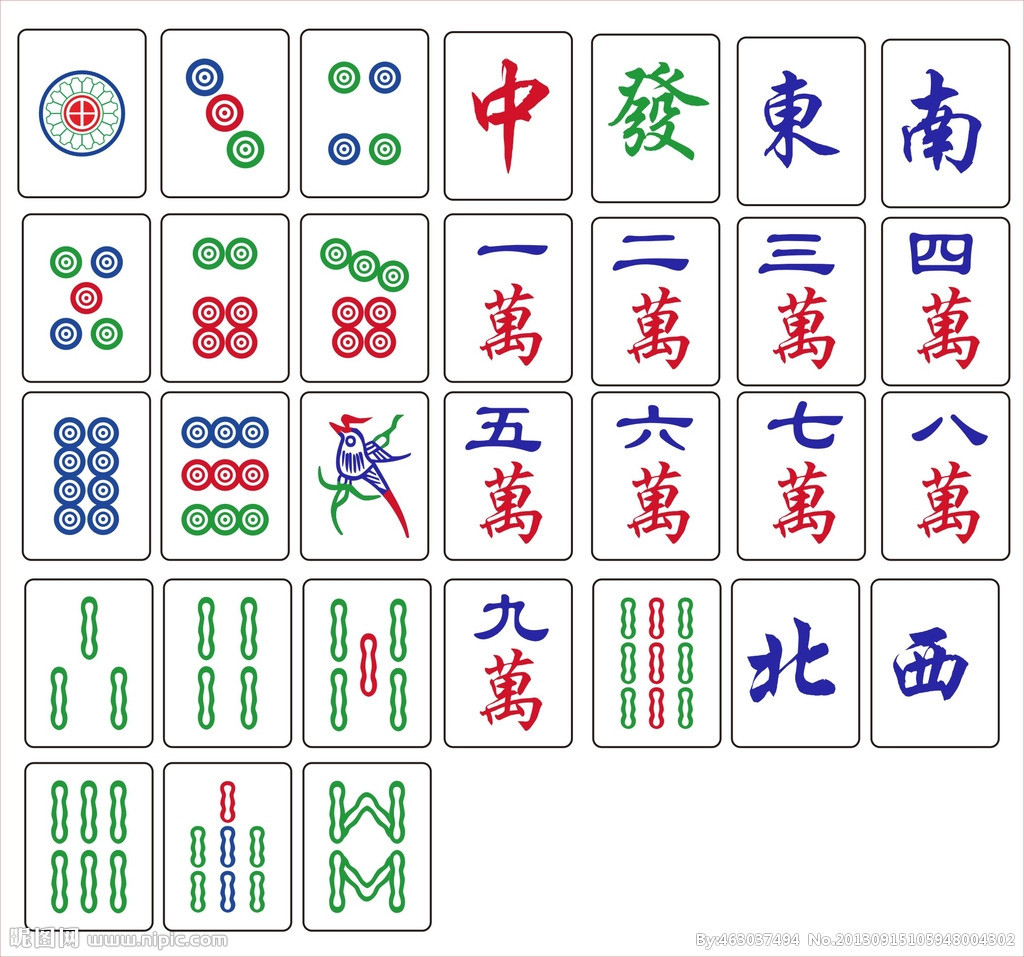 中 發 東 南
一萬 二萬 三萬 四萬
五萬 六萬 七萬 八萬
九萬 北 西
昵图网 www.nipic.com
By:463037494 No.20130915105948004302